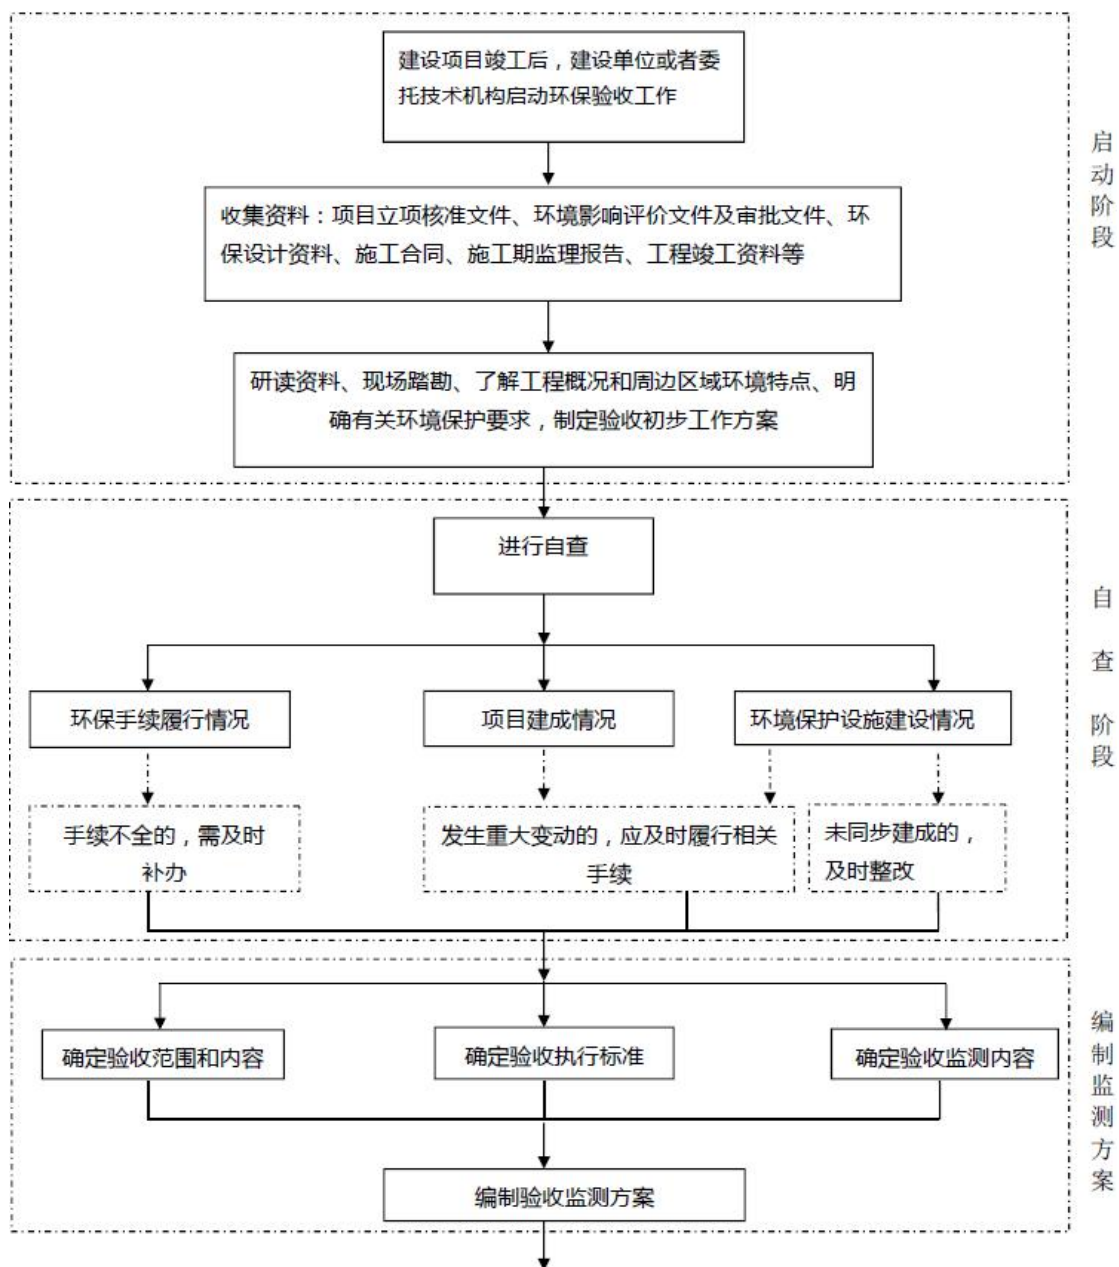 建设项目竣工后，建设单位或者委
托技术机构启动环保验收工作
收集资料：项目立项核准文件、环境影响评价文件及审批文件、环
保设计资料、施工合同、施工期监理报告、工程竣工资料等
研读资料、现场踏勘、了解工程概况和周边区域环境特点、明
确有关环境保护要求，制定验收初步工作方案
启动阶段
进行自查
环保手续履行情况
项目建成情况
环境保护设施建设情况
手续不全的，需及时
补办
发生重大变动的，应及时履行相关
手续
未同步建成的，
及时整改
自查阶段
确定验收范围和内容
确定验收执行标准
确定验收监测内容
编制验收监测方案
编制监测方案